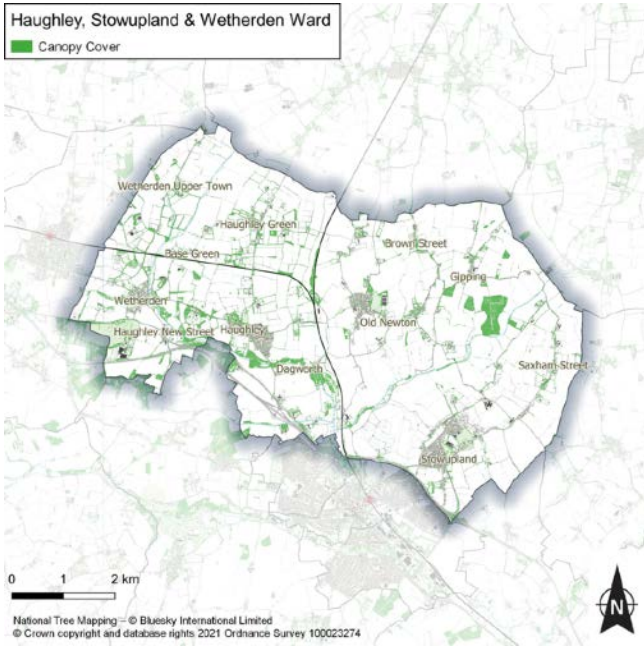 Haughley, Stowupland & Wetherden Ward
Canopy Cover
Wetherden Upper Town
Haughley Green
Brown Street
Base Green
Gipping
Wetherden
Old Newton
Haughley New Street
Haughley
Dagworth
Saxham Street
Stowupland
0 1 2 km
N
National Tree Mapping – © Bluesky International Limited
© Crown copyright and database rights 2021 Ordnance Survey 100023274